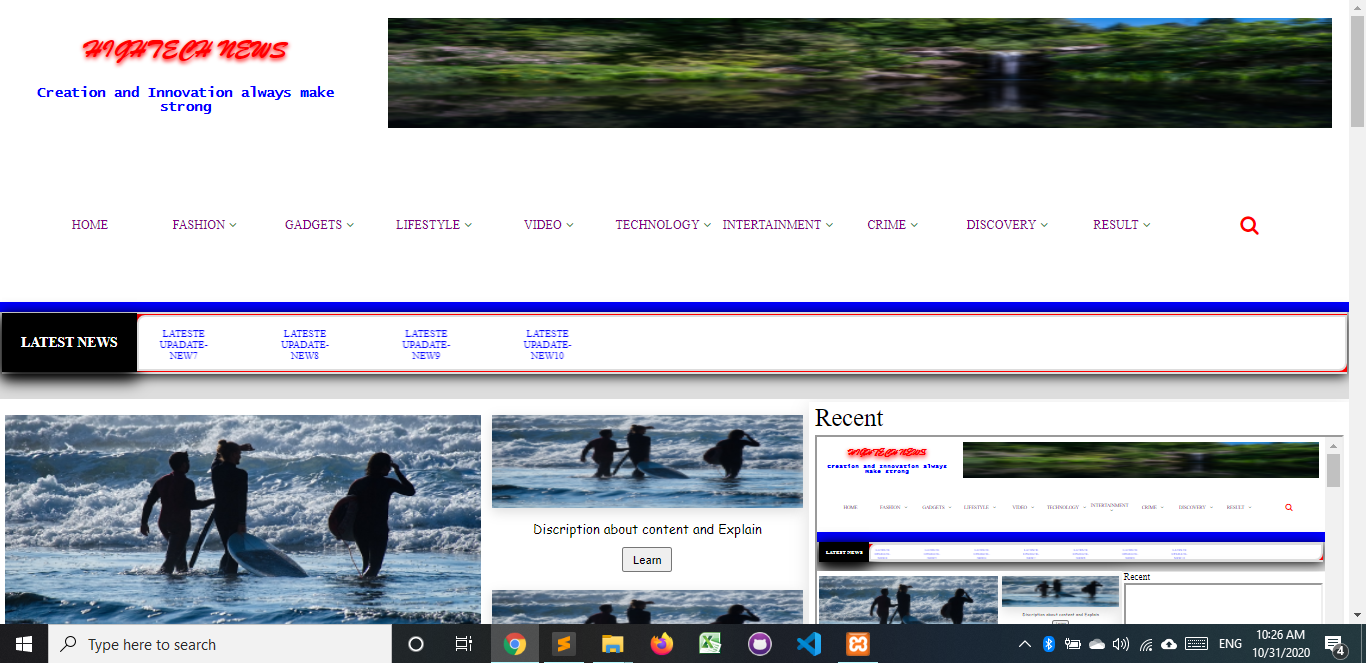 HIGHTECH NEWS
Creation and Innovation always make
strong
HOME FASHION GADGETS LIFESTYLE VIDEO TECHNOLOGY INTERTAINMENT CRIME DISCOVERY RESULT
LATEST NEWS
LATESTE
UPADATE-
NEW7
LATESTE
UPADATE-
NEW8
LATESTE
UPADATE-
NEW9
LATESTE
UPADATE-
NEW10
Discription about content and Explain
Learn
Recent
HIGHTECH NEWS
Creation and Innovation always
make strong
HOME FASHION GADGETS LIFESTYLE VIDEO TECHNOLOGY INTERTAINMENT CRIME DISCOVERY RESULT
LATEST NEWS
Recent
Discription about content and Explain
Type here to search
ENG
10:26 AM
10/31/2020
4